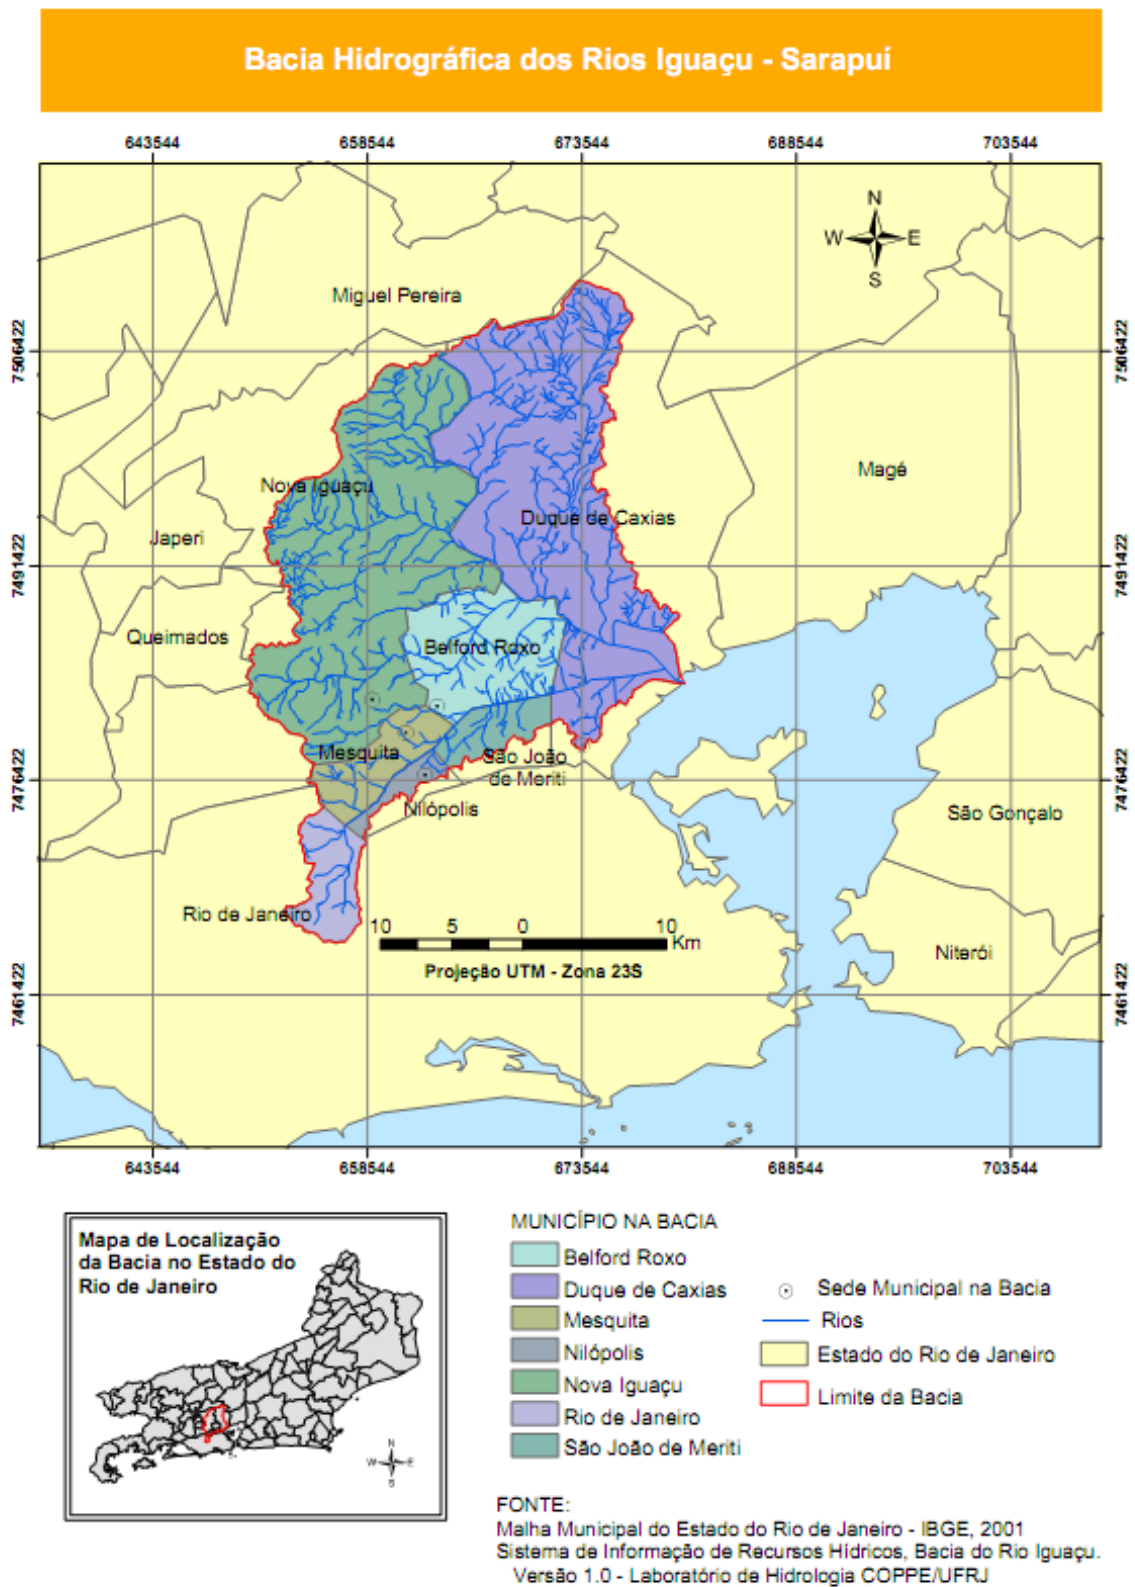 Bacia Hidrográfica dos Rios Iguaçu - Sarapuí
643544 658544 673544 688544 703544
N
W E
S
Miguel Pereira
7506422 7506422
Magé
Nova Iguaçu
Duque de Caxias
Japeri
7491422 7491422
Queimados
Belford Roxo
Mesquita
São João
de Meriti
7476422 7476422
Nilópolis
São Gonçalo
Rio de Janeiro
10 5 0 10
Km
Projeção UTM - Zona 23S
Niterói
7461422 7461422
643544 658544 673544 688544 703544
Mapa de Localização
da Bacia no Estado do
Rio de Janeiro
N
W E
S
MUNICÍPIO NA BACIA
Belford Roxo
Duque de Caxias
Mesquita
Nilópolis
Nova Iguaçu
Rio de Janeiro
São João de Meriti
Sede Municipal na Bacia
Rios
Estado do Rio de Janeiro
Limite da Bacia
FONTE:
Malha Municipal do Estado do Rio de Janeiro - IBGE, 2001
Sistema de Informação de Recursos Hídricos, Bacia do Rio Iguaçu.
Versão 1.0 - Laboratório de Hidrologia COPPE/UFRJ